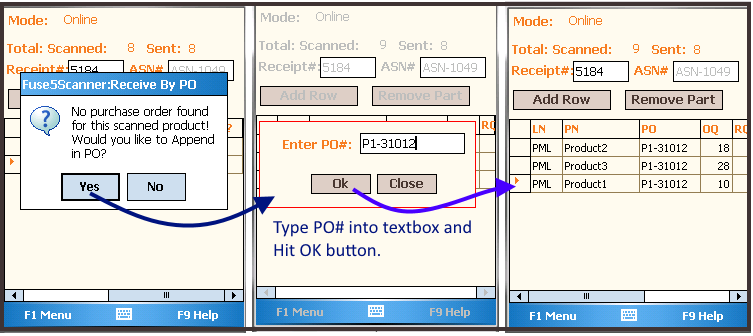 Mode: Online
Total: Scanned: 8 Sent: 8
Receipt#: 5184 ASN# ASN-1049
Fuse5Scanner:Receive By PO
No purchase order found
for this scanned product!
Would you like to Append
in PO?
?
Yes No
F1 Menu F9 Help
Mode: Online
Total: Scanned: 9 Sent: 8
Receipt#: 5184 ASN# ASN-1049
Add Row Remove Part
RQ
Enter PO#: P1-31012
Ok Close
Type PO# into textbox and
Hit OK button.
F1 Menu F9 Help
Mode: Online
Total: Scanned: 9 Sent: 8
Receipt#: 5184 ASN# ASN-1049
Add Row Remove Part
LN PN PO OQ RQ
PML Product2 P1-31012 18
PML Product3 P1-31012 28
PML Product1 P1-31012 10
F1 Menu F9 Help